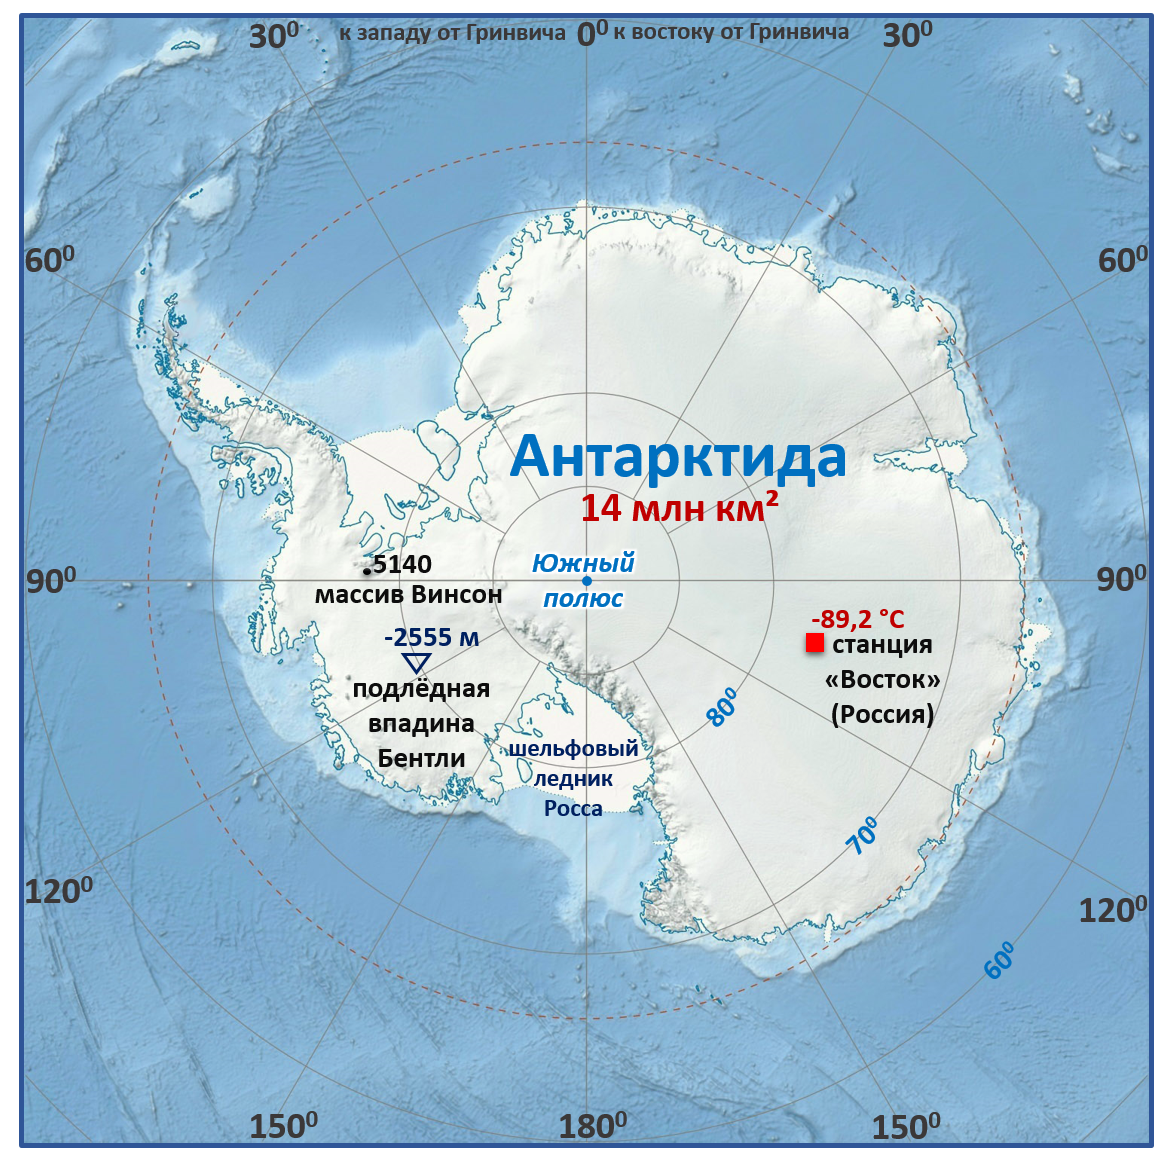 30⁰ к западу от Гринвича 0⁰ к востоку от Гринвича 30⁰
60⁰
60⁰
Антарктида
14 млн км²
Южный
полюс
90⁰
90⁰
5140
массив Винсон
-2555 м
подлёдная
впадина
Бентли
-89,2 °C
станция
«Восток»
(Россия)
80⁰
шельфовый
ледник
Росса
70⁰
120⁰
120⁰
60⁰
150⁰
180⁰
150⁰